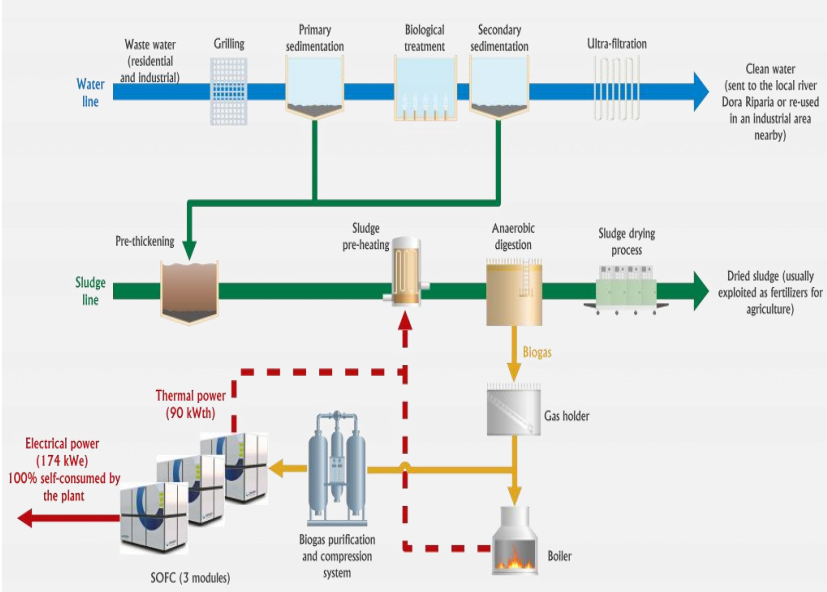 Waste water
(residential
and industrial)
Grilling
Primary
sedimentation
Biological
treatment
Secondary
sedimentation
Ultra-filtration
Water
line
Clean water
(sent to the local river
Dora Riparia or re-used
in an industrial area
nearby)
Pre-thickening
Sludge
pre-heating
Anaerobic
digestion
Sludge drying
process
Sludge
line
Dried sludge (usually
exploited as fertilizers for
agriculture)
Biogas
Thermal power
(90 kWth)
Gas holder
Electrical power
(174 kWe)
100% self-consumed by
the plant
Biogas purification
and compression
system
Boiler
SOFC (3 modules)